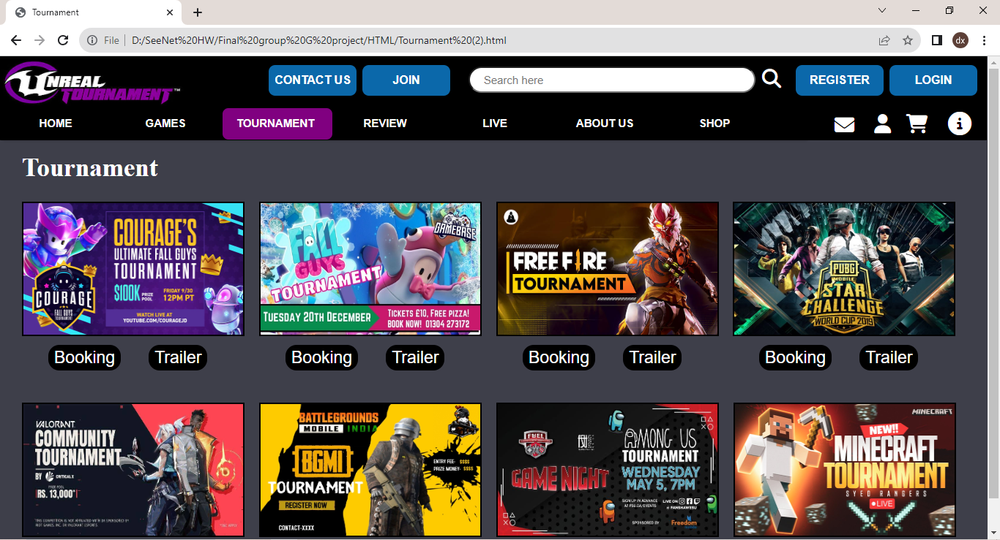 Tournament
File
D:/SeeNet%20HW/Final%20group%20G%20project/HTML/Tournament%20(2).html
dx
UNREAL
TOURNAMENT™
CONTACT US
JOIN
Search here
REGISTER
LOGIN
HOME
GAMES
TOURNAMENT
REVIEW
LIVE
ABOUT US
SHOP
Tournament
COURAGE'S
ULTIMATE FALL GUYS
TOURNAMENT
$100K PRIZE POOL
FRIDAY 9/30
12PM PT
WATCH LIVE AT
YOUTUBE.COM/COURAGEJD
COURAGE
FALL GUYS
TOURNAMENT
GAMEBASE
FALL
GUYS
TOURNAMENT
TUESDAY 20TH DECEMBER
TICKETS £10, FREE PIZZA!
BOOK NOW! 01304 273172
FREE FIRE
TOURNAMENT
PUBG
MOBILE
STAR
CHALLENGE
WORLD CUP 2019
Booking
Trailer
Booking
Trailer
Booking
Trailer
Booking
Trailer
VALORANT
COMMUNITY
TOURNAMENT
BY CRITICAL X
PRIZE POOL
RS. 13,000*
THIS COMPETITION IS NOT AFFILIATED WITH OR SPONSORED BY
RIOT GAMES, INC. OR VALORANT ESPORTS.
BATTLEGROUNDS
MOBILE INDIA
BGMI
TOURNAMENT
REGISTER NOW
CONTACT-XXXX
ENTRY FEE- $$$$
PRIZE MONEY- $$$$
FUEL
GAME NIGHT
AMONG US
TOURNAMENT
WEDNESDAY
MAY 5, 7PM
SIGN UP IN ADVANCE
AT FSU.CA/EVENTS
LIVE ON
@ FANSHAWESU
SPONSORED BY
Freedom
MINECRAFT
NEW!!
MINECRAFT
TOURNAMENT
SYED RANGERS
LIVE